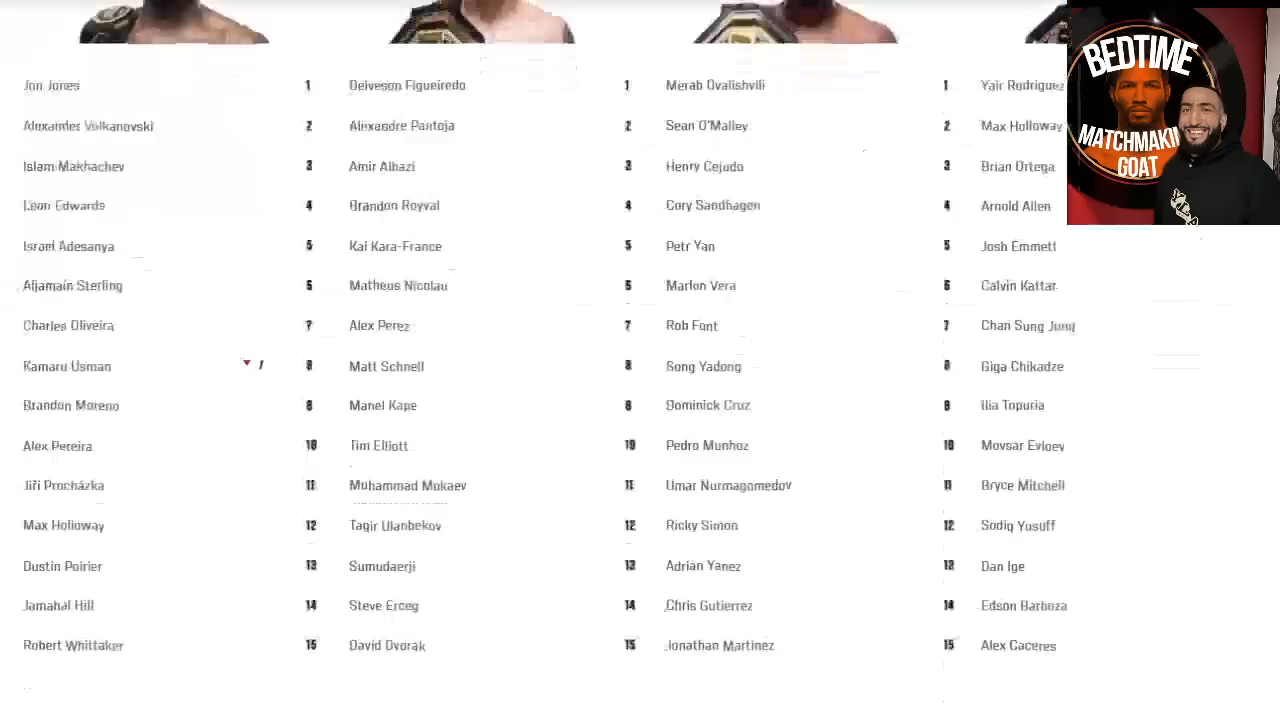 Jon Jones
Alexander Volkanovski
Islam Makhachev
Leon Edwards
Israel Adesanya
Aljamain Sterling
Charles Oliveira
Kamaru Usman 1
Brandon Moreno
Alex Pereira
Jiří Procházka
Max Holloway
Dustin Poirier
Jamahal Hill
Robert Whittaker
1 Deiveson Figueiredo
2 Alexandre Pantoja
3 Amir Albazi
4 Brandon Royval
5 Kai Kara-France
Matheus Nicolau
7 Alex Perez
Matt Schnell
Manel Kape
10 Tim Elliott
11 Muhammad Mokaev
12 Tagir Ulanbekov
13 Sumudaerji
14 Steve Erceg
15 David Dvorak
1 Merab Dvalishvili
2 Sean O'Malley
3 Henry Cejudo
4 Cory Sandhagen
5 Petr Yan
Marlon Vera
7 Rob Font
8 Song Yadong
Dominick Cruz
Pedro Munhoz
11 Umar Nurmagomedov
12 Ricky Simon
13 Adrian Yanez
14 Chris Gutierrez
15 Jonathan Martinez
1 Yair Rodriguez
2 Max Holloway
3 Brian Ortega
4 Arnold Allen
5 Josh Emmett
6 Calvin Kattar
7 Chan Sung Jung
Giga Chikadze
9 Ilia Topuria
10 Movsar Evloev
11 Bryce Mitchell
12 Sodiq Yusuff
13 Dan Ige
14 Edson Barboza
15 Alex Caceres
BEDTIME
MATCHMAKIN
GOAT